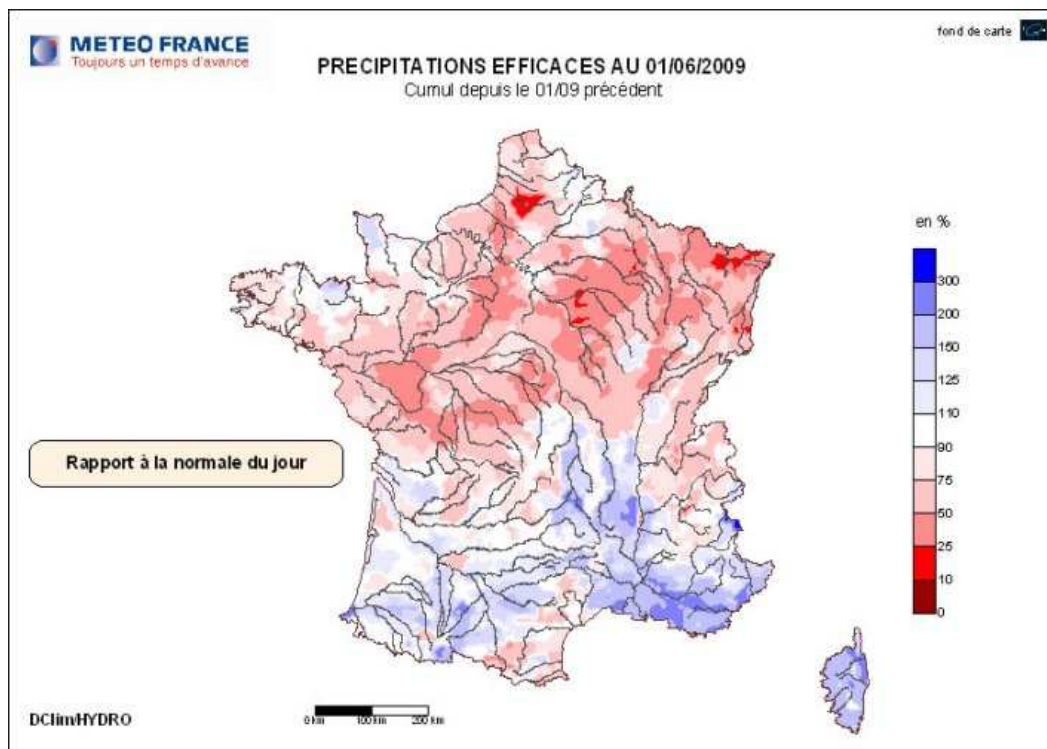 METEO FRANCE
Toujours un temps d'avance
fond de carte
PRECIPITATIONS EFFICACES AU 01/06/2009
Cumul depuis le 01/09 précédent
en %
300
200
150
125
110
90
75
50
25
10
0
Rapport à la normale du jour
DClim/HYDRO
0 km 100 km 200 km